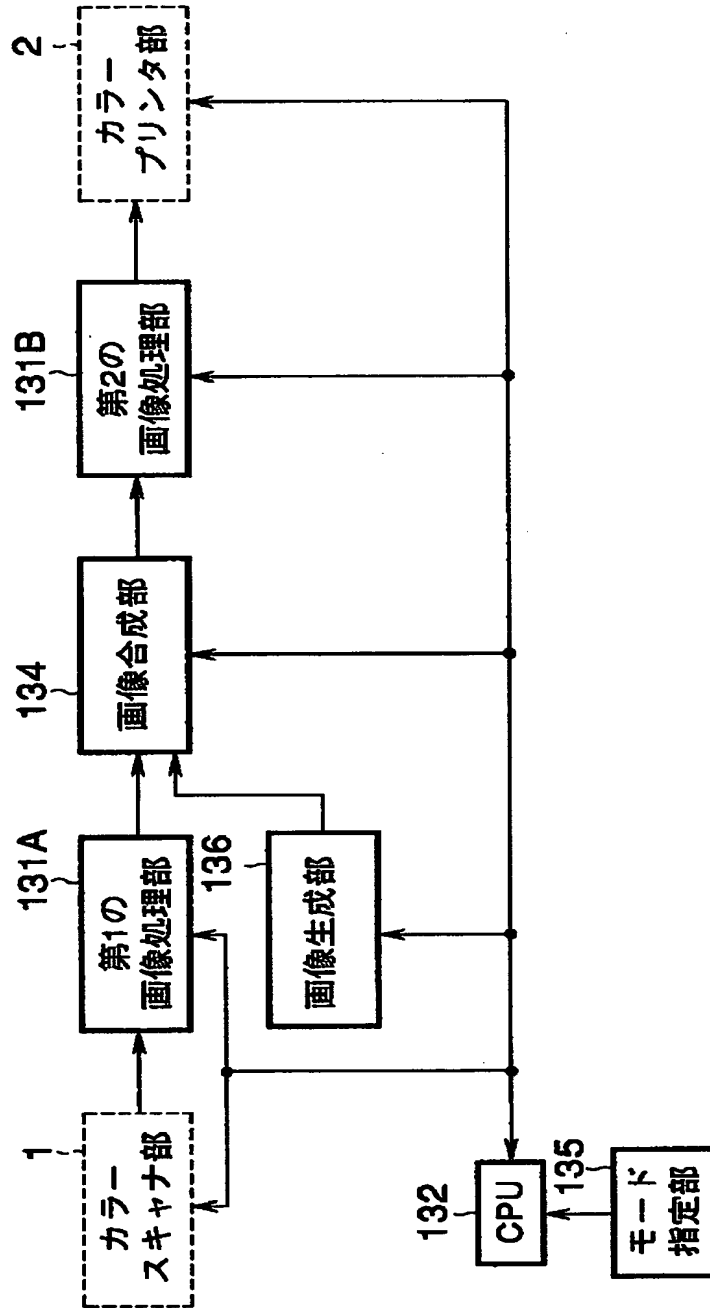 1
カラー
スキャナ部
131A
第1の
画像処理部
134
画像合成部
131B
第2の
画像処理部
2
カラー
プリンタ部
136
画像生成部
132
CPU
135
モード
指定部